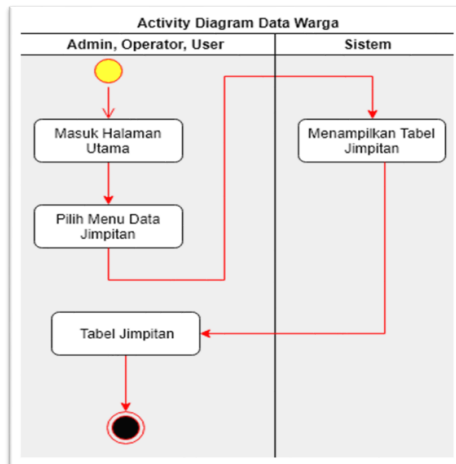 Activity Diagram Data Warga
Admin, Operator, User
Sistem
Masuk Halaman
Utama
Menampilkan Tabel
Jimpitan
Pilih Menu Data
Jimpitan
Tabel Jimpitan